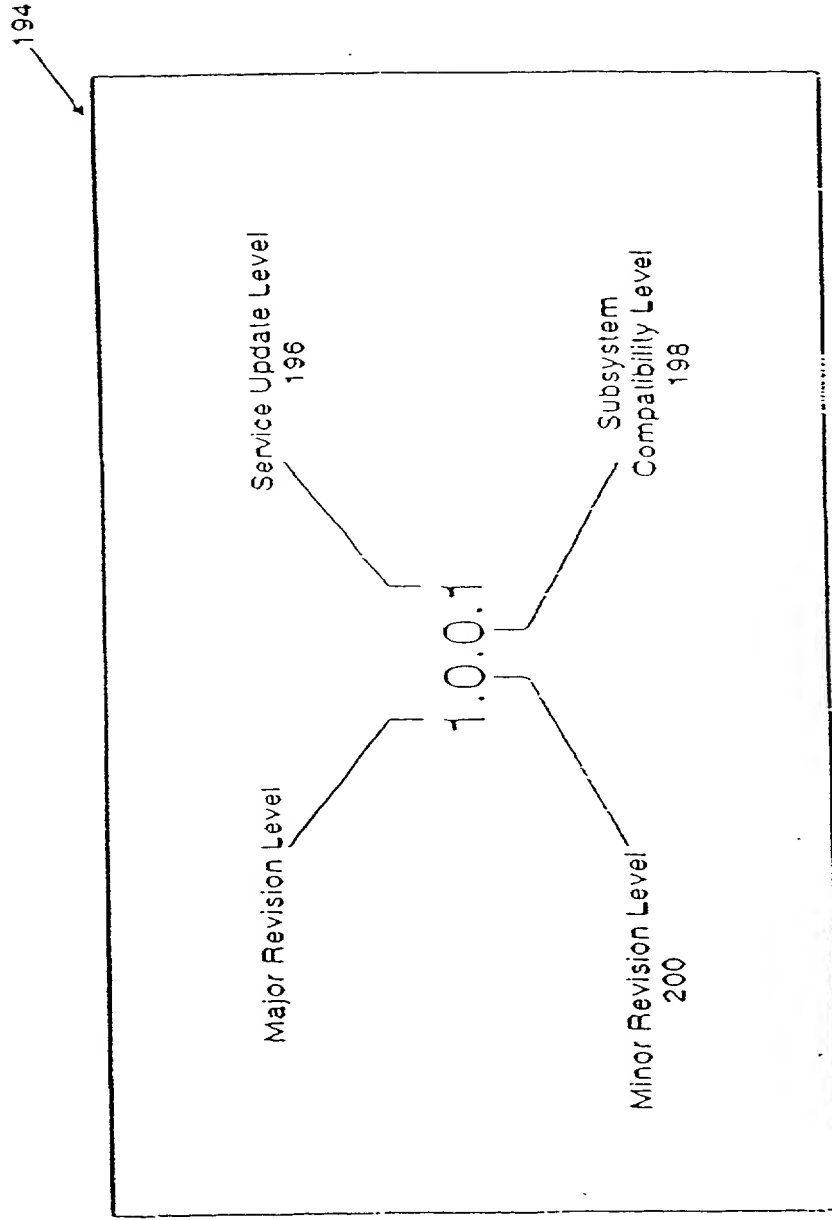 194
Major Revision Level
Service Update Level
196
1.0.0.1
Minor Revision Level
200
Subsystem
Compatibility Level
198